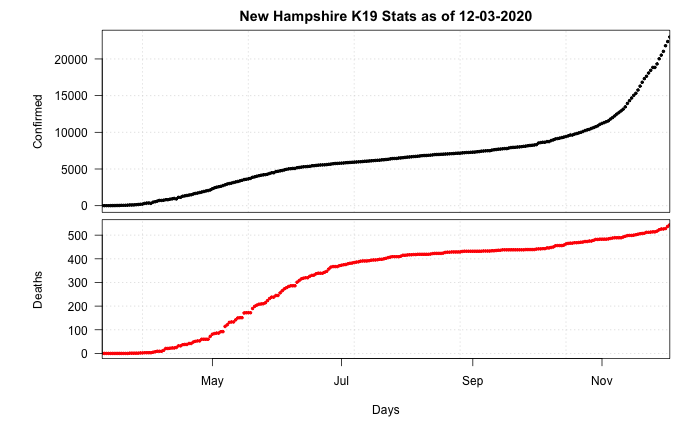 New Hampshire K19 Stats as of 12-03-2020
Confirmed
20000
15000
10000
5000
0
Deaths
500
400
300
200
100
0
May Jul Sep Nov
Days